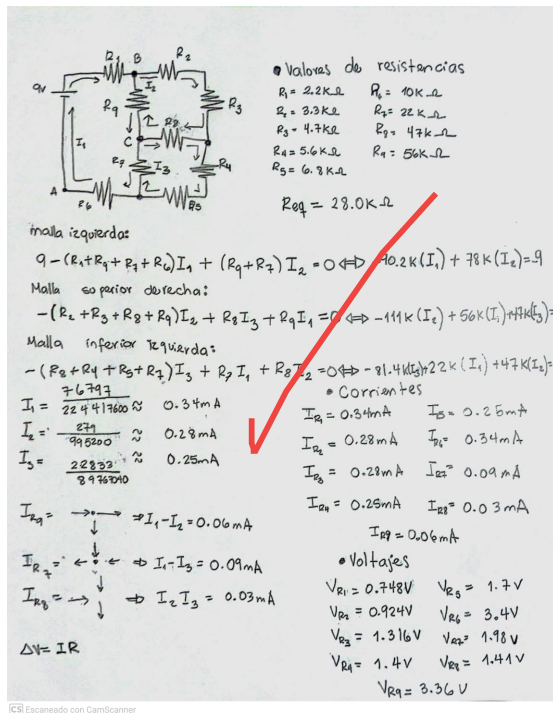 R1 B R2
9V
I2
R9 R3
C R8
I1 R7 I3 R4
A
R6 R5
• Valores de resistencias
R1 = 2.2KΩ R6 = 10KΩ
R2 = 3.3KΩ R7 = 22KΩ
R3 = 4.7KΩ R8 = 47KΩ
R4 = 5.6KΩ R9 = 56KΩ
R5 = 6.8KΩ
Req = 28.0KΩ
malla izquierda:
9-(R1+R9+R7+R6)I1 + (R9+R7)I2 = 0 ⇔ -90.2K(I1) + 78K(I2)=-9
Malla superior derecha:
-(R2+R3+R8+R9)I2 + R8I3 + R9I1 = 0 ⇔ -111K(I2) + 56K(I1)+47K(I3)=
Malla inferior Izquierda:
-(R8+R4+R5+R7)I3 + R7I1 + R8I2 =0⇔ -81.4K(I3)+22K(I1)+47K(I2)=
I1 = 76797/224417600 ≈ 0.34mA
I2 = 279/995200 ≈ 0.28mA
I3 = 22833/89767040 ≈ 0.25mA
• Corrientes
IR1 = 0.34mA IR5 = 0.25mA
IR2 = 0.28mA IR6 = 0.34mA
IR3 = 0.28mA IR7 = 0.09mA
IR4 = 0.25mA IR8 = 0.03mA
IR9 = 0.06mA
IR9 = ⇒ I1-I2 = 0.06mA
IR7 = ⇒ I1-I3 = 0.09mA
IR8 = ⇒ I2 I3 = 0.03mA
ΔV = IR
• Voltajes
VR1 = 0.748V VR5 = 1.7V
VR2 = 0.924V VR6 = 3.4V
VR3 = 1.316V VR7 = 1.98V
VR4 = 1.4V VR8 = 1.41V
VR9 = 3.36V
CS Escaneado con CamScanner